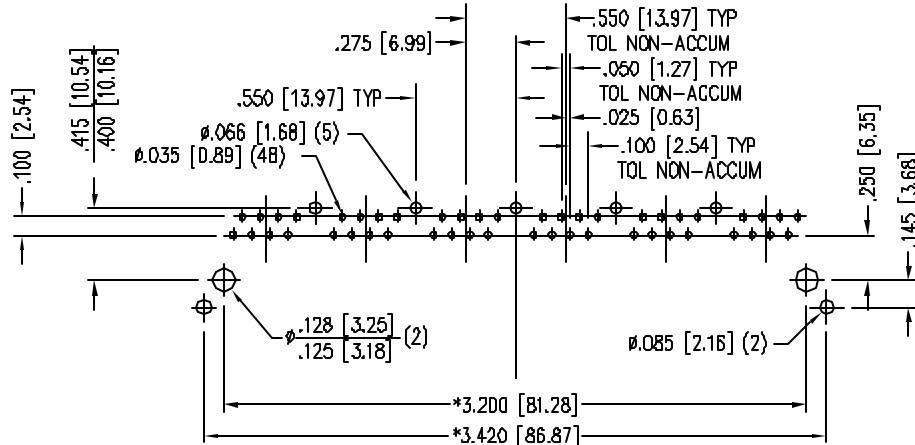 .550 [13.97] TYP
TOL NON-ACCUM
.275 [6.99]
.050 [1.27] TYP
TOL NON-ACCUM
.025 [0.63]
.100 [2.54] TYP
TOL NON-ACCUM
.550 [13.97] TYP
ø.066 [1.68] (5)
ø.035 [0.89] (48)
.100 [2.54]
.415 [10.54]
.400 [10.16]
.250 [6.35]
.145 [3.68]
ø.128 [3.25]
.125 [3.18] (2)
ø.085 [2.16] (2)
*3.200 [81.28]
*3.420 [86.87]